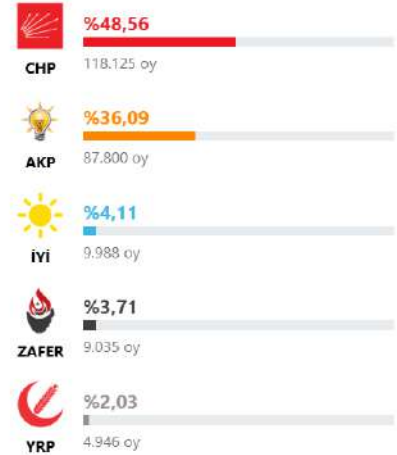 %48,56
CHP
118.125 oy
%36,09
AKP
87.800 oy
%4,11
İYİ
9.988 oy
%3,71
ZAFER
9.035 oy
%2,03
YRP
4.946 oy